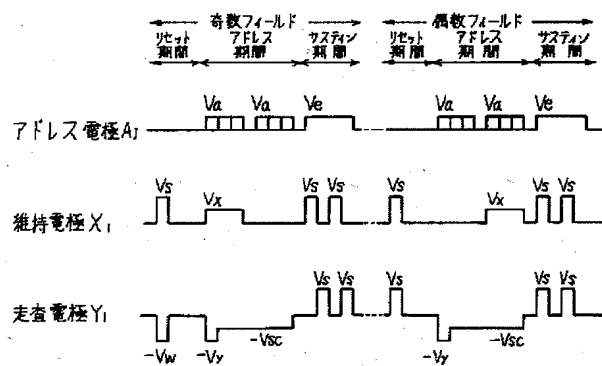 奇数フィールド 偶数フィールド
リセット 期間 アドレス 期間 サスティン 期間 リセット 期間 アドレス 期間 サスティン 期間
アドレス電極AJ Va Va Ve Va Va Ve
維持電極X1 Vs Vx Vs Vs Vs Vx Vs Vs
走査電極Y1 Vs Vs Vs Vs Vs
-Vw -Vy -Vsc -Vy -Vsc